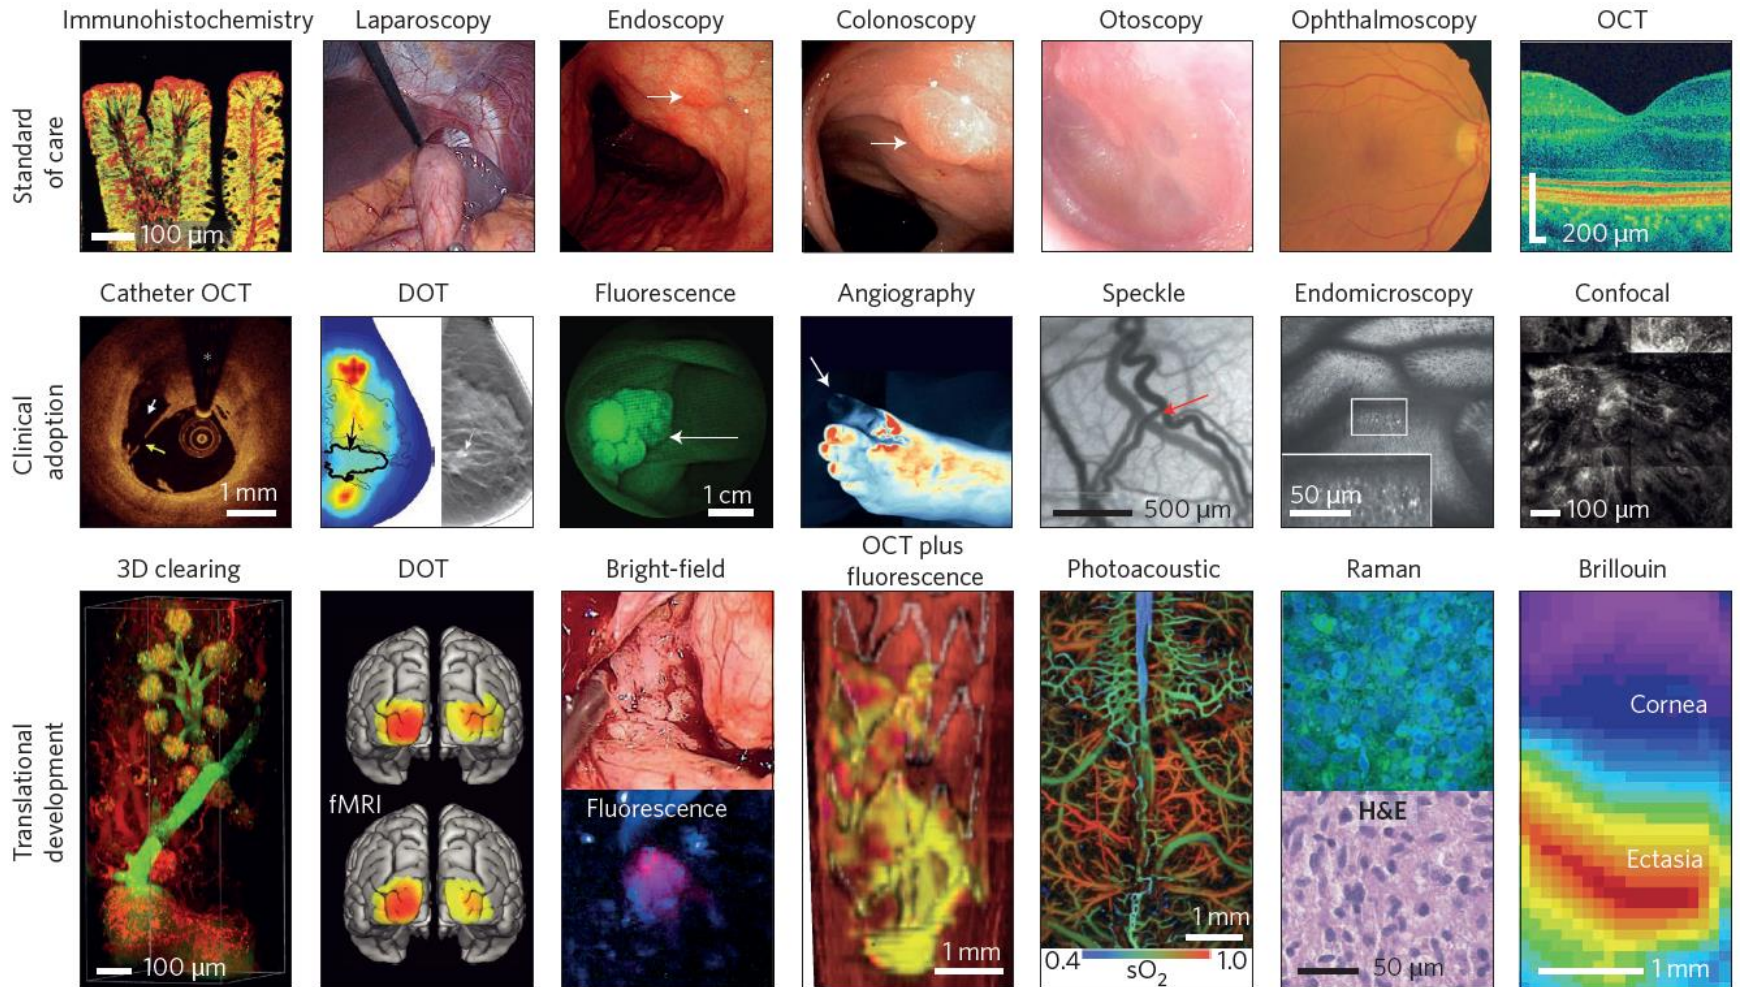 Immunohistochemistry
Laparoscopy
Endoscopy
Colonoscopy
Otoscopy
Ophthalmoscopy
OCT
Standard
of care
100 µm
200 µm
Catheter OCT
DOT
Fluorescence
Angiography
Speckle
Endomicroscopy
Confocal
Clinical
adoption
*
1 mm
1 cm
500 µm
50 µm
100 µm
3D clearing
DOT
Bright-field
OCT plus
fluorescence
Photoacoustic
Raman
Brillouin
Translational
development
100 µm
fMRI
Fluorescence
1 mm
1 mm
0.4
1.0
sO2
H&E
50 µm
Cornea
Ectasia
1 mm